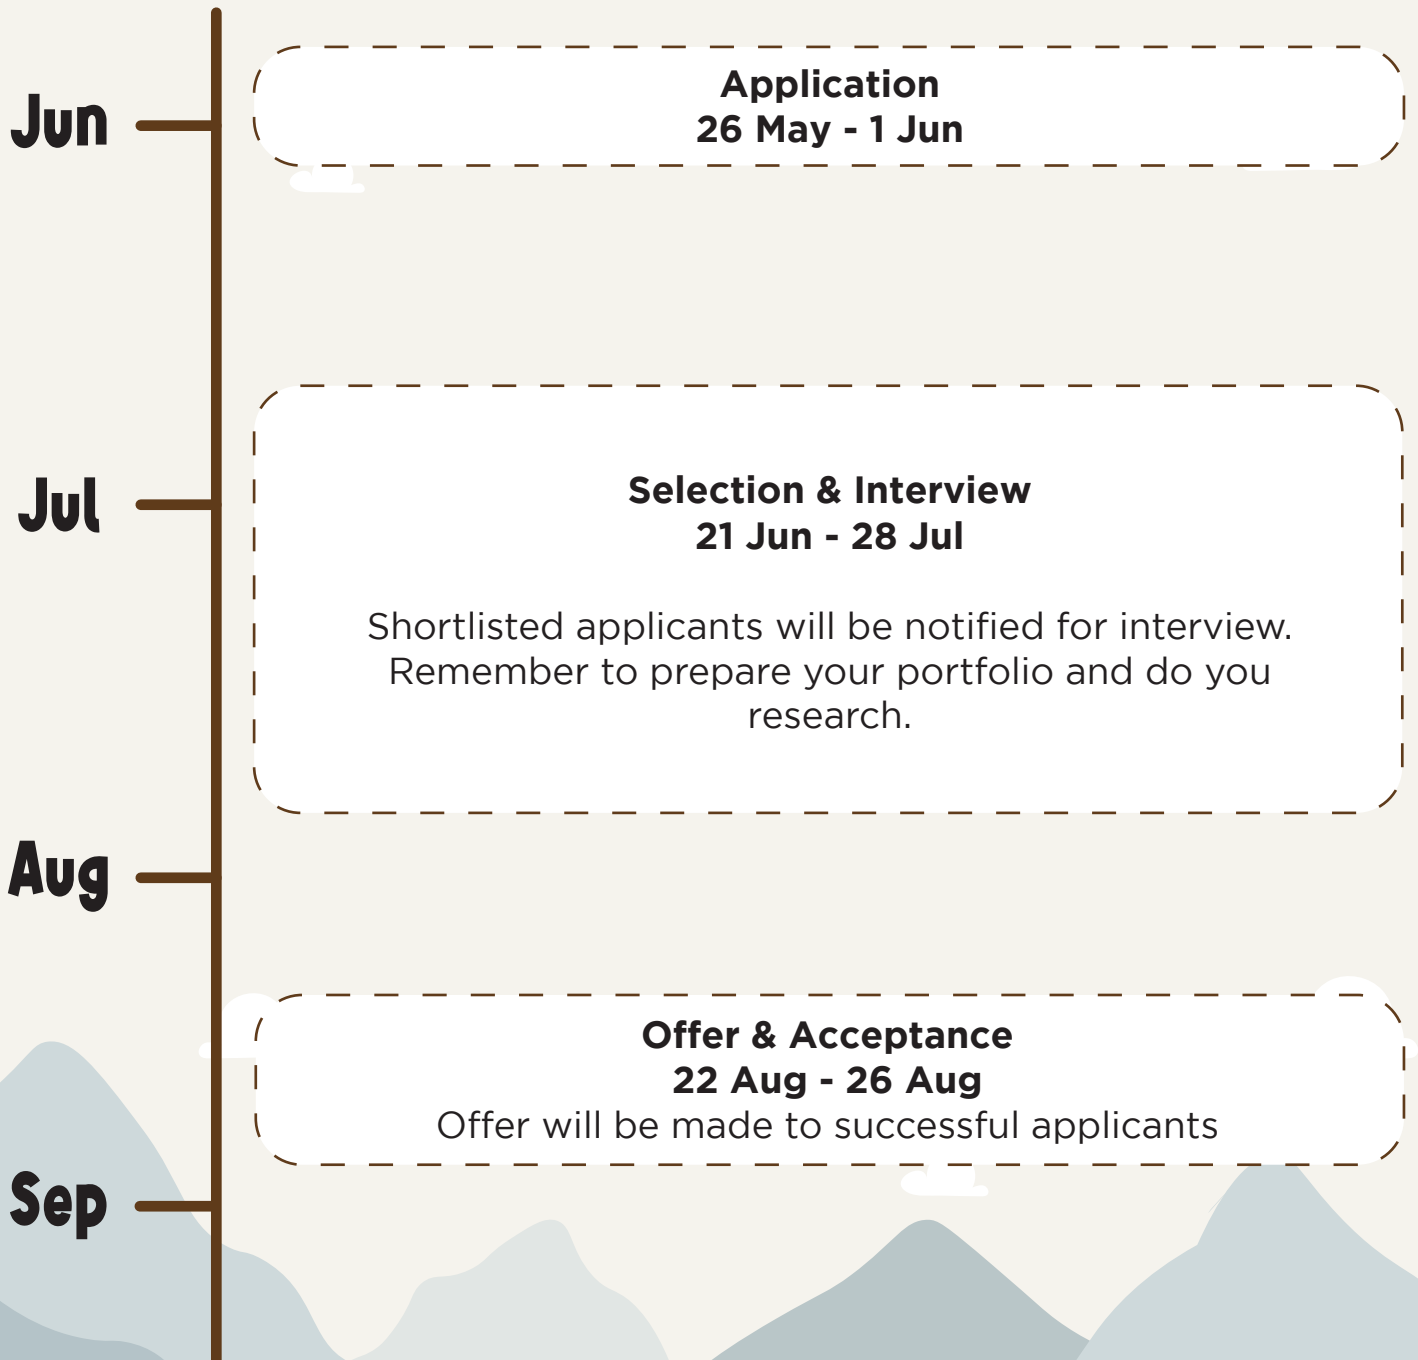 Jun
Application
26 May - 1 Jun
Jul
Selection & Interview
21 Jun - 28 Jul
Shortlisted applicants will be notified for interview.
Remember to prepare your portfolio and do you
research.
Aug
Offer & Acceptance
22 Aug - 26 Aug
Offer will be made to successful applicants
Sep